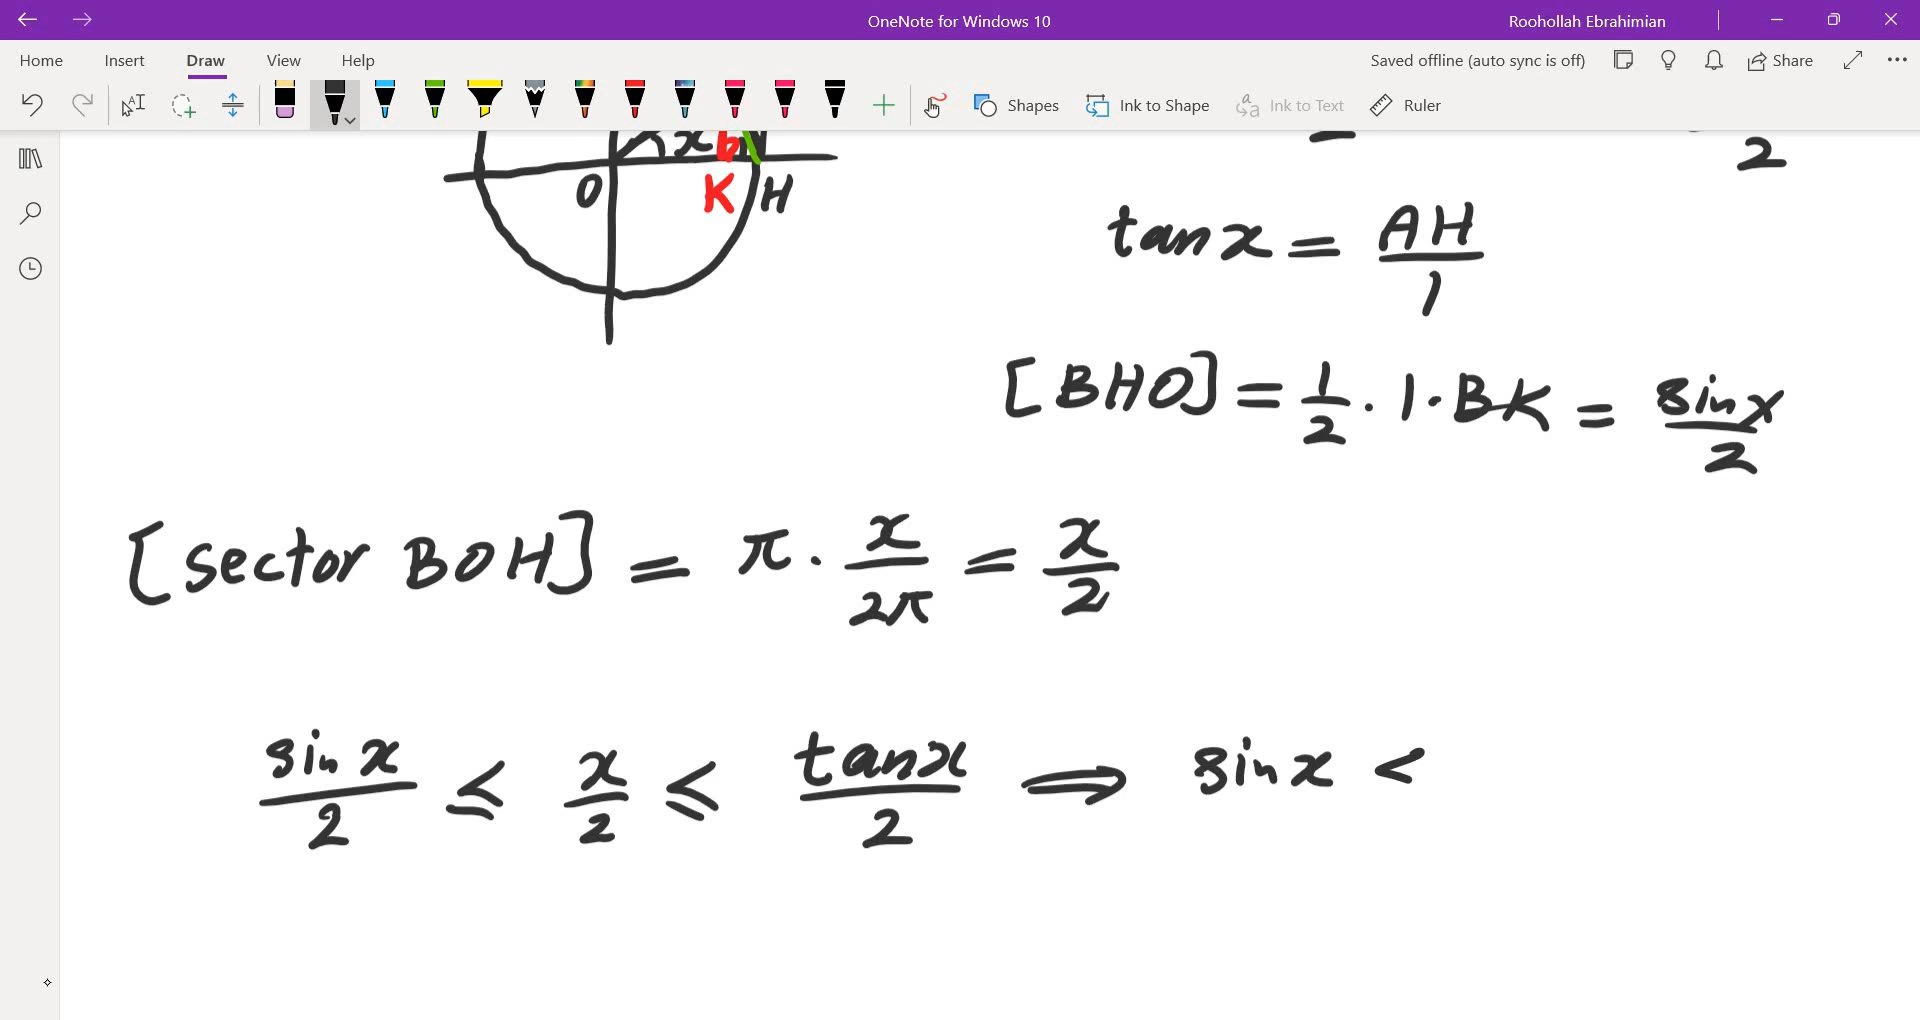 OneNote for Windows 10
Roohollah Ebrahimian
Home Insert Draw View Help
Saved offline (auto sync is off) Share
Shapes Ink to Shape Ink to Text Ruler
x
O K H
= 2
tan x = AH/1
[BHO] = 1/2 · 1 · BK = sin x/2
[sector BOH] = π · x/2π = x/2
sin x/2 ≤ x/2 ≤ tan x/2 ⟹ sin x <